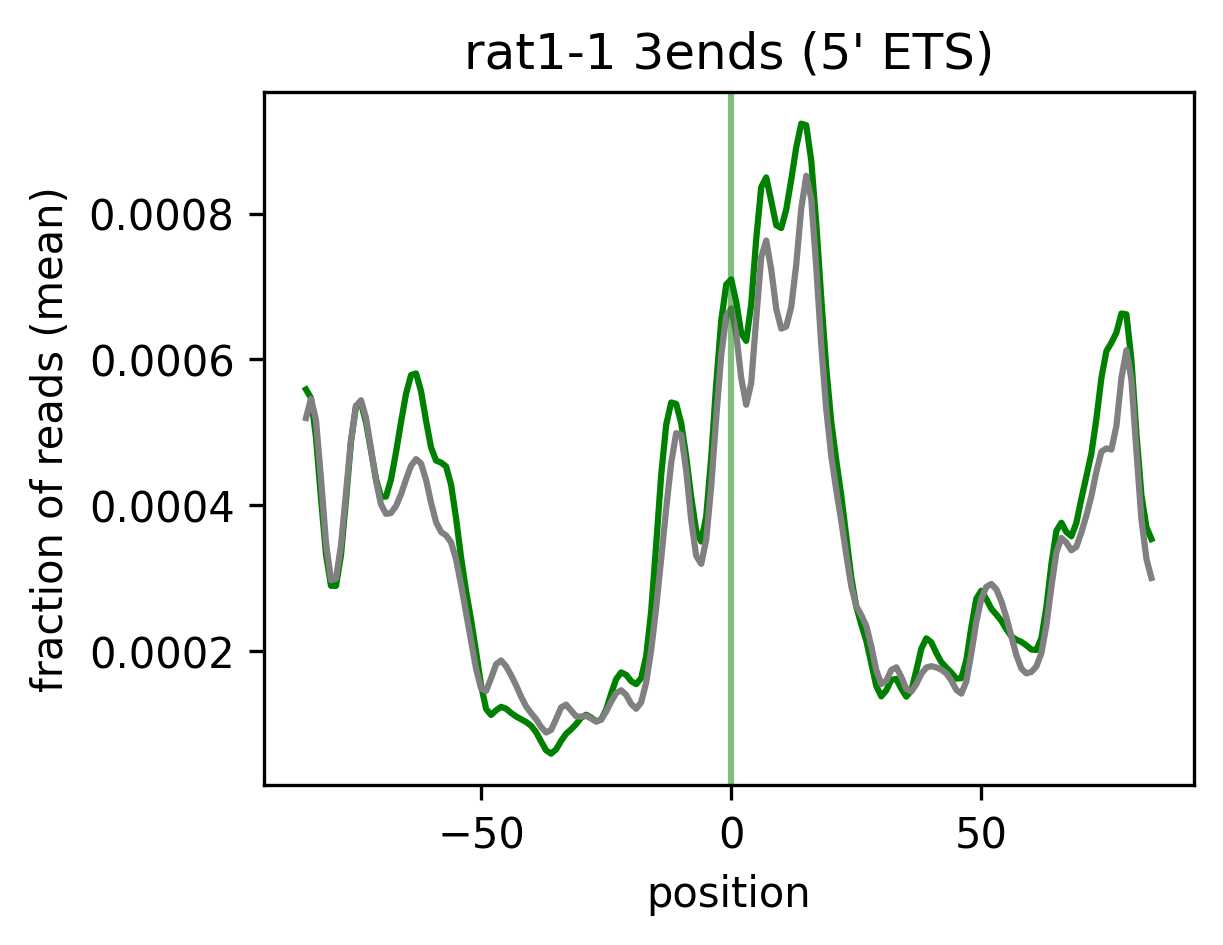 rat1-1 3ends (5' ETS)
fraction of reads (mean)
0.0008
0.0006
0.0004
0.0002
−50
0
50
position